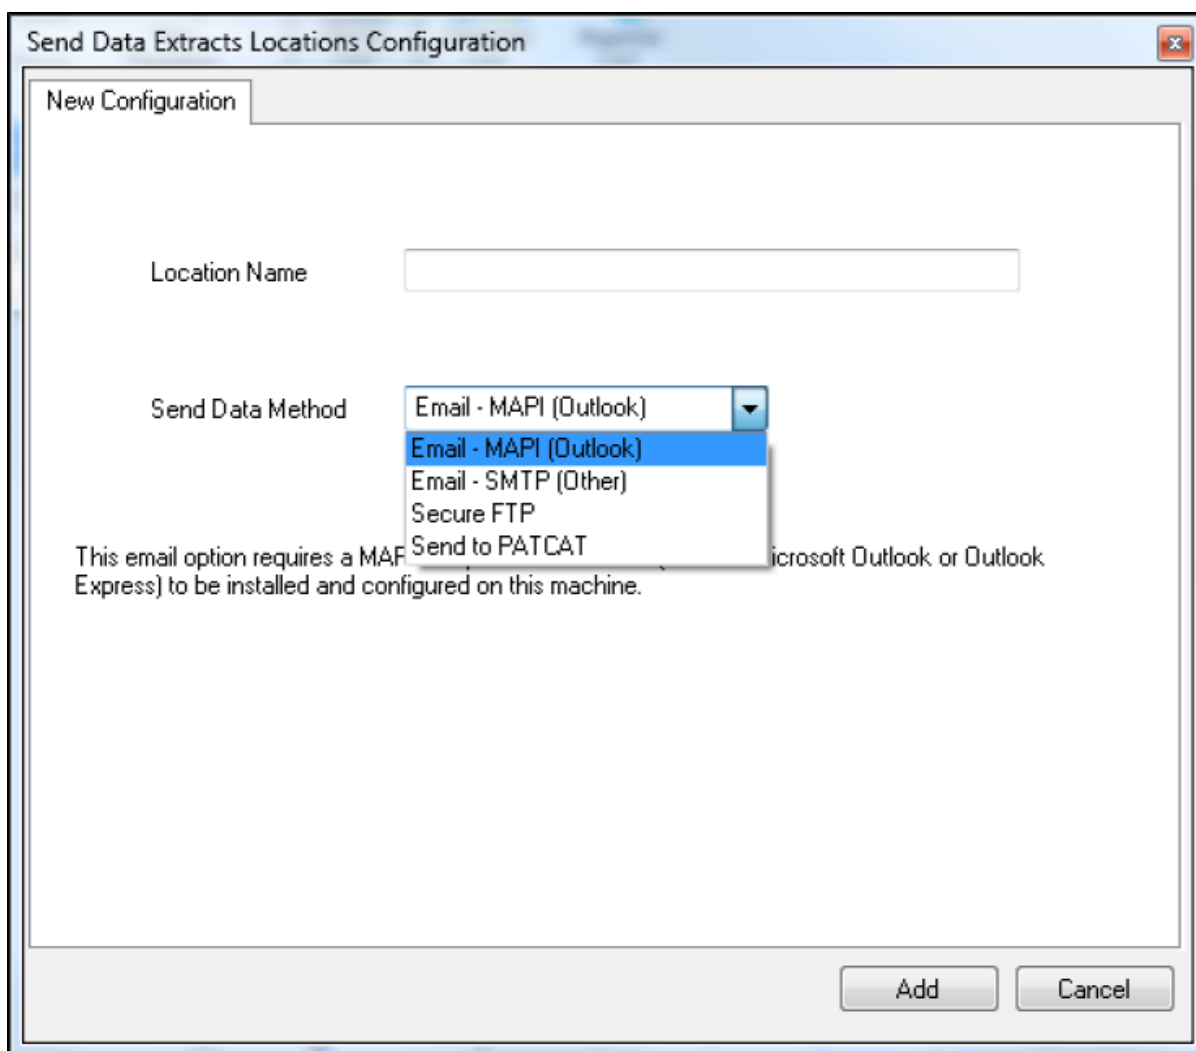 Send Data Extracts Locations Configuration
New Configuration
Location Name
Send Data Method
Email - MAPI (Outlook)
Email - MAPI (Outlook)
Email - SMTP (Other)
Secure FTP
Send to PATCAT
This email option requires a icrosoft Outlook or Outlook
Express) to be installed and configured on this machine.
Add
Cancel